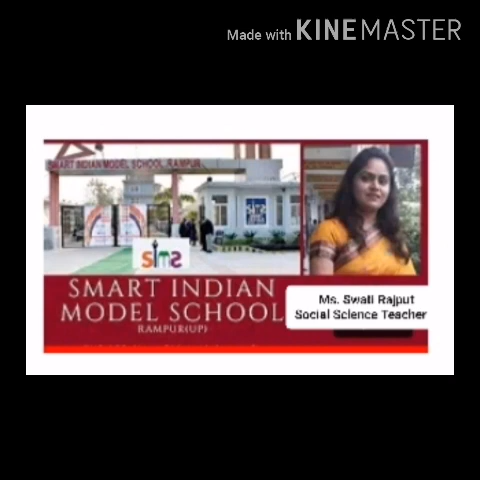 Made with KINEMASTER
SMART INDIAN MODEL SCHOOL, RAMPUR
sims
SMART INDIAN
MODEL SCHOOL
RAMPUR(UP)
Ms. Swati Rajput
Social Science Teacher